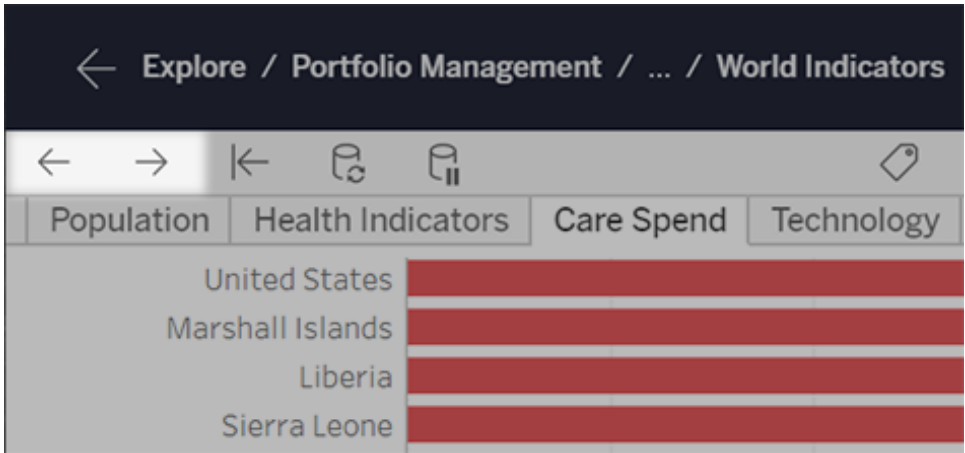 Explore / Portfolio Management / ... / World Indicators
Population Health Indicators Care Spend Technology
United States
Marshall Islands
Liberia
Sierra Leone